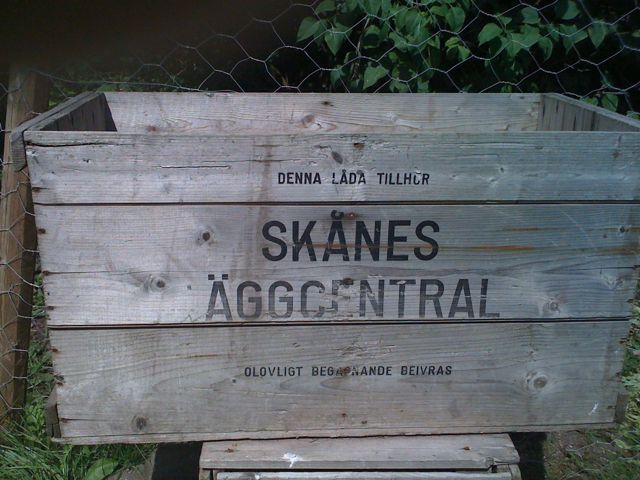 DENNA LÅDA TILLHÖR
SKÅNES
ÄGGCENTRAL
OLOVLIGT BEGAGNANDE BEIVRAS